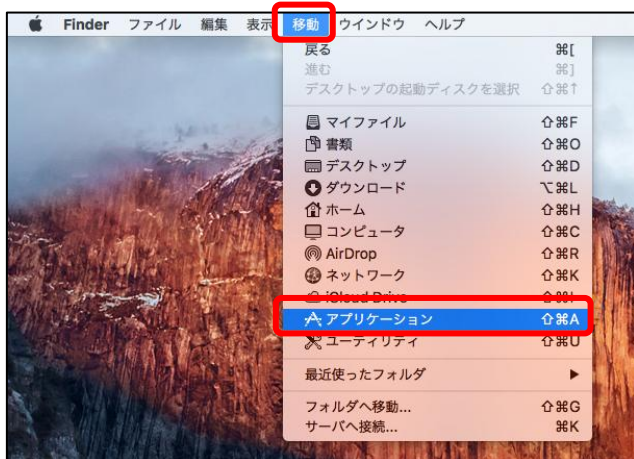 Finder ファイル 編集 表示 移動 ウインドウ ヘルプ
戻る ⌘[
進む ⌘]
デスクトップの起動ディスクを選択 ⇧⌘↑
マイファイル ⇧⌘F
書類 ⇧⌘O
デスクトップ ⇧⌘D
ダウンロード ⌥⌘L
ホーム ⇧⌘H
コンピュータ ⇧⌘C
AirDrop ⇧⌘R
ネットワーク ⇧⌘K
iCloud Drive ⇧⌘I
アプリケーション ⇧⌘A
ユーティリティ ⇧⌘U
最近使ったフォルダ ▶
フォルダへ移動... ⇧⌘G
サーバへ接続... ⌘K